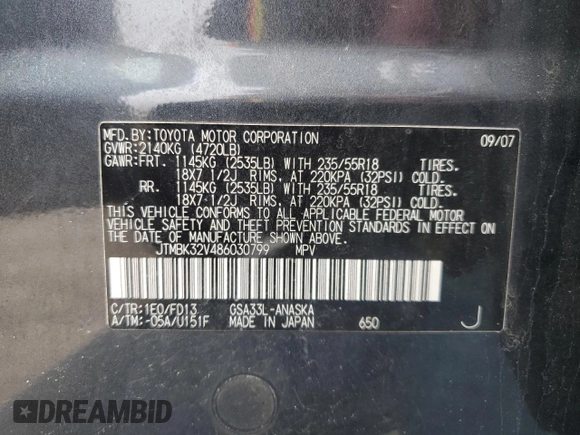 MFD.BY:TOYOTA MOTOR CORPORATION 09/07
GVWR:2140KG (4720LB)
GAWR:FRT. 1145KG (2535LB) WITH 235/55R18 TIRES.
18X7 1/2J RIMS, AT 220KPA (32PSI) COLD.
RR. 1145KG (2535LB) WITH 235/55R18 TIRES.
18X7 1/2J RIMS, AT 220KPA (32PSI) COLD.
THIS VEHICLE CONFORMS TO ALL APPLICABLE FEDERAL MOTOR
VEHICLE SAFETY AND THEFT PREVENTION STANDARDS IN EFFECT ON
THE DATE OF MANUFACTURE SHOWN ABOVE.
JTMBK32V486030799 MPV
C/TR:1E0/FD13 GSA33L-ANASKA
A/TM:-05A/U151F MADE IN JAPAN 650 J
DREAMBID